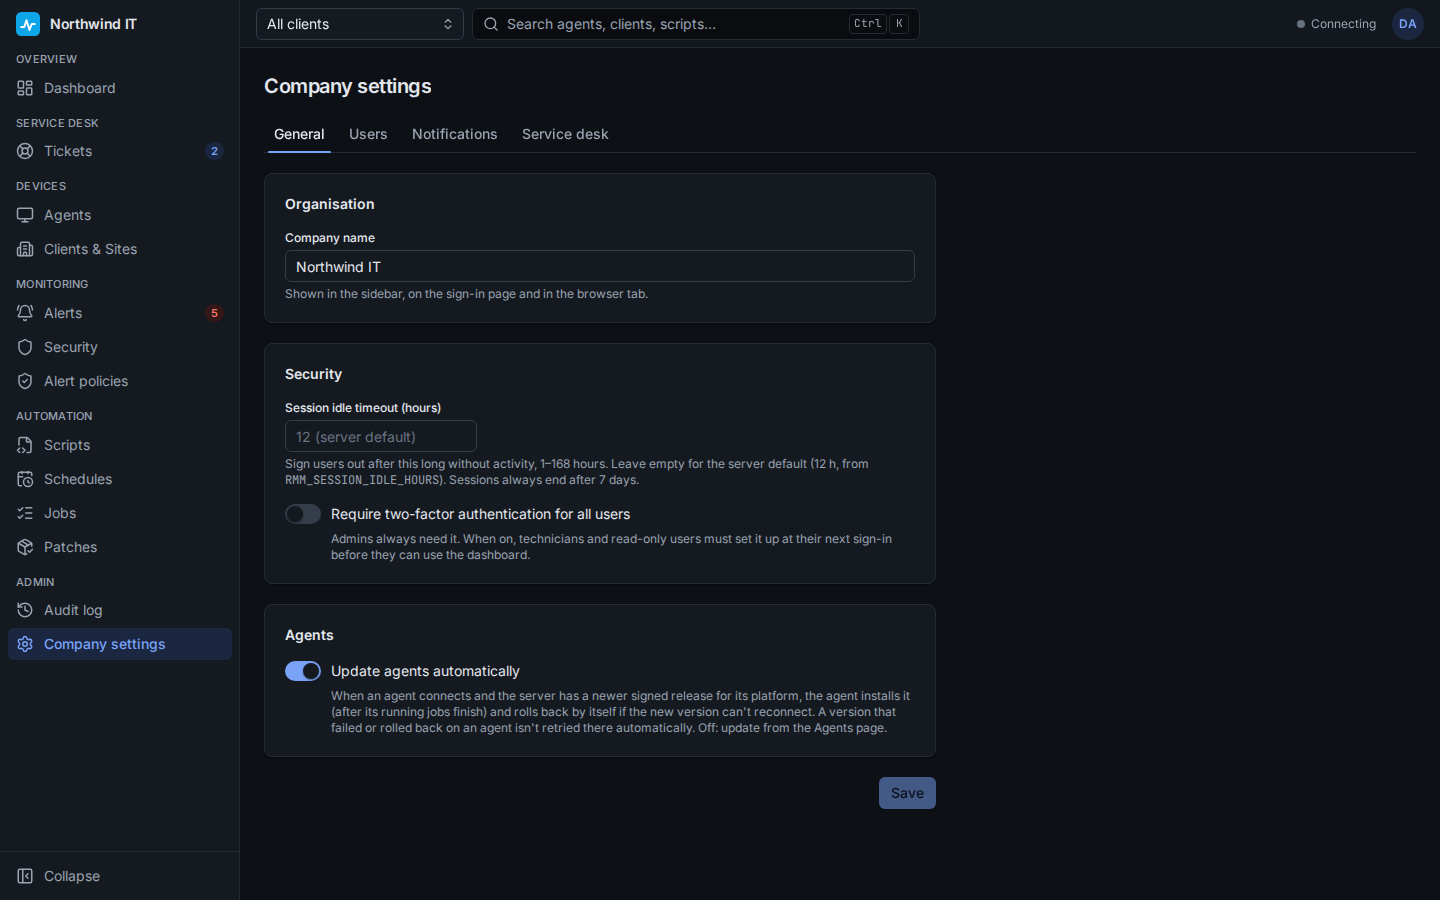 Northwind IT
All clients
Search agents, clients, scripts...
Ctrl K
Connecting
DA
OVERVIEW
Dashboard
SERVICE DESK
Tickets 2
DEVICES
Agents
Clients & Sites
MONITORING
Alerts 5
Security
Alert policies
AUTOMATION
Scripts
Schedules
Jobs
Patches
ADMIN
Audit log
Company settings
Collapse
Company settings
General Users Notifications Service desk
Organisation
Company name
Northwind IT
Shown in the sidebar, on the sign-in page and in the browser tab.
Security
Session idle timeout (hours)
12 (server default)
Sign users out after this long without activity, 1–168 hours. Leave empty for the server default (12 h, from
RMM_SESSION_IDLE_HOURS). Sessions always end after 7 days.
Require two-factor authentication for all users
Admins always need it. When on, technicians and read-only users must set it up at their next sign-in
before they can use the dashboard.
Agents
Update agents automatically
When an agent connects and the server has a newer signed release for its platform, the agent installs it
(after its running jobs finish) and rolls back by itself if the new version can't reconnect. A version that
failed or rolled back on an agent isn't retried there automatically. Off: update from the Agents page.
Save